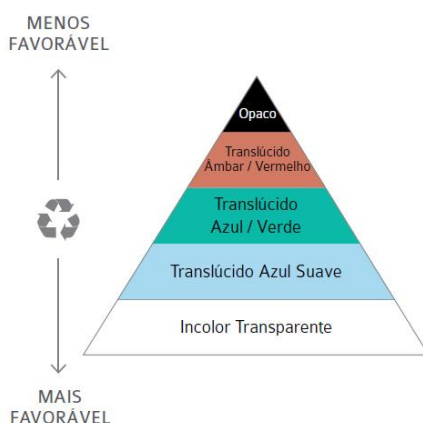 MENOS
FAVORÁVEL
Opaco
Translúcido
Âmbar / Vermelho
Translúcido
Azul / Verde
Translúcido Azul Suave
Incolor Transparente
MAIS
FAVORÁVEL